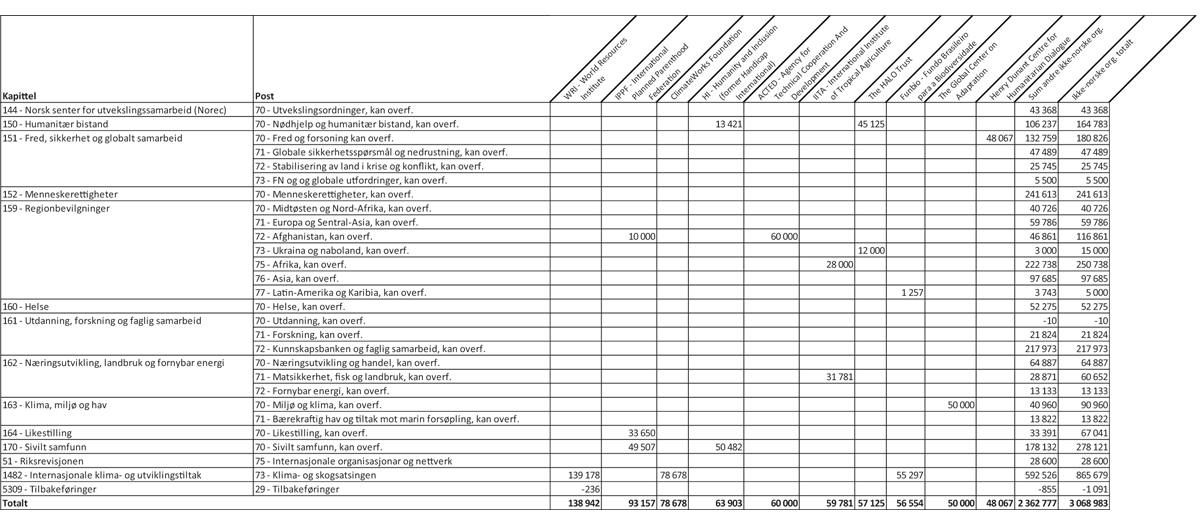 Kapittel Post WRI - World Resources Institute IPPF - International Planned Parenthood Federation ClimateWorks Foundation HI - Humanity and Inclusion (former Handicap International) ACTED - Agency for Technical Cooperation And Development IITA - International Institute of Tropical Agriculture The HALO Trust Funbio - Fundo Brasileiro para a Biodiversidade The Global Center on Adaptation Henry Dunant Centre for Humanitarian Dialogue Sum andre ikke-norske org. Ikke-norske org. totalt
144 - Norsk senter for utvekslingssamarbeid (Norec) 70 - Utvekslingsordninger, kan overf. 43 368 43 368
150 - Humanitær bistand 70 - Nødhjelp og humanitær bistand, kan overf. 13 421 45 125 106 237 164 783
151 - Fred, sikkerhet og globalt samarbeid 70 - Fred og forsoning kan overf. 48 067 132 759 180 826
71 - Globale sikkerhetsspørsmål og nedrustning, kan overf. 47 489 47 489
72 - Stabilisering av land i krise og konflikt, kan overf. 25 745 25 745
73 - FN og og globale utfordringer, kan overf. 5 500 5 500
152 - Menneskerettigheter 70 - Menneskerettigheter, kan overf. 241 613 241 613
159 - Regionbevilgninger 70 - Midtøsten og Nord-Afrika, kan overf. 40 726 40 726
71 - Europa og Sentral-Asia, kan overf. 59 786 59 786
72 - Afghanistan, kan overf. 10 000 60 000 46 861 116 861
73 - Ukraina og naboland, kan overf. 12 000 3 000 15 000
75 - Afrika, kan overf. 28 000 222 738 250 738
76 - Asia, kan overf. 97 685 97 685
77 - Latin-Amerika og Karibia, kan overf. 1 257 3 743 5 000
160 - Helse 70 - Helse, kan overf. 52 275 52 275
161 - Utdanning, forskning og faglig samarbeid 70 - Utdanning, kan overf. -10 -10
71 - Forskning, kan overf. 21 824 21 824
72 - Kunnskapsbanken og faglig samarbeid, kan overf. 217 973 217 973
162 - Næringsutvikling, landbruk og fornybar energi 70 - Næringsutvikling og handel, kan overf. 64 887 64 887
71 - Matsikkerhet, fisk og landbruk, kan overf. 31 781 28 871 60 652
72 - Fornybar energi, kan overf. 13 133 13 133
163 - Klima, miljø og hav 70 - Miljø og klima, kan overf. 50 000 40 960 90 960
71 - Bærekraftig hav og tiltak mot marin forsøpling, kan overf. 13 822 13 822
164 - Likestilling 70 - Likestilling, kan overf. 33 650 33 391 67 041
170 - Sivilt samfunn 70 - Sivilt samfunn, kan overf. 49 507 50 482 178 132 278 121
51 - Riksrevisjonen 75 - Internasjonale organisasjonar og nettverk 28 600 28 600
1482 - Internasjonale klima- og utviklingstiltak 73 - Klima- og skogsatsingen 139 178 78 678 55 297 592 526 865 679
5309 - Tilbakeføringer 29 - Tilbakeføringer -236 -855 -1 091
Totalt 138 942 93 157 78 678 63 903 60 000 59 781 57 125 56 554 50 000 48 067 2 362 777 3 068 983